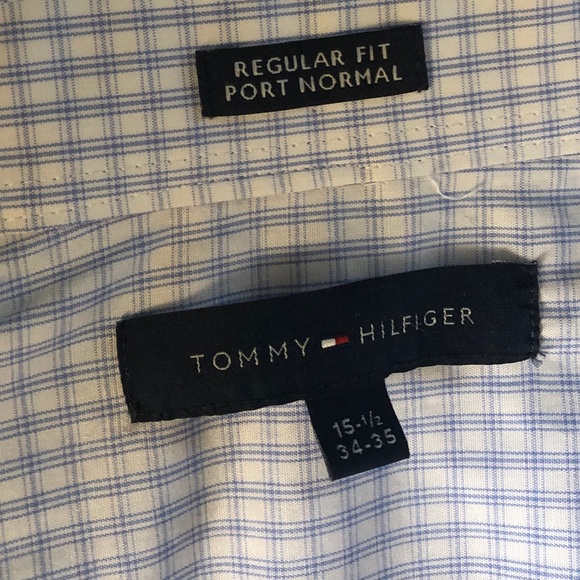 REGULAR FIT
PORT NORMAL
TOMMY HILFIGER
15-1/2
34-35